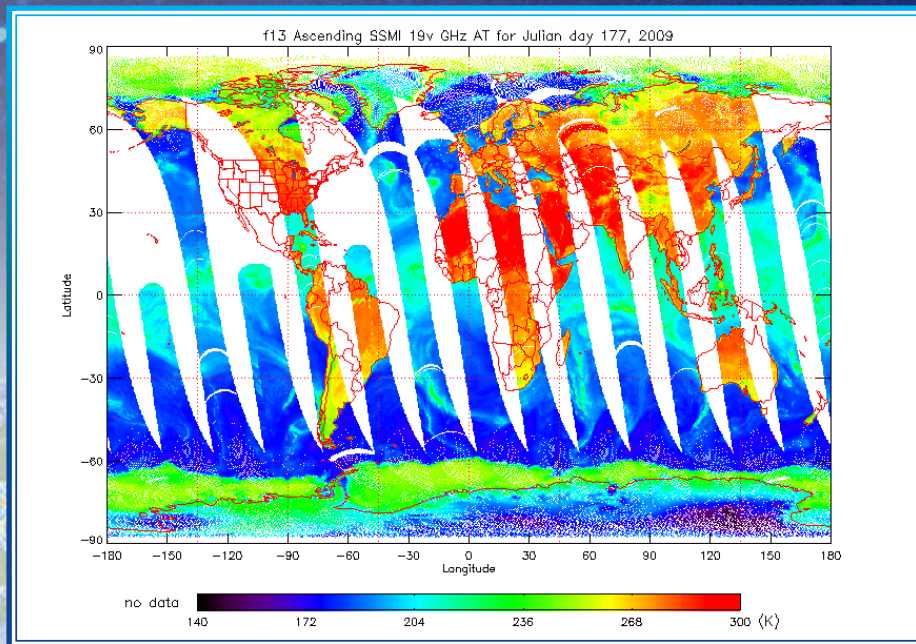 f13 Ascending SSMI 19v GHz AT for Julian day 177, 2009
90
60
30
0
−30
−60
−90
Latitude
−180 −150 −120 −90 −60 −30 0 30 60 90 120 150 180
Longitude
no data
140 172 204 236 268 300 (K)